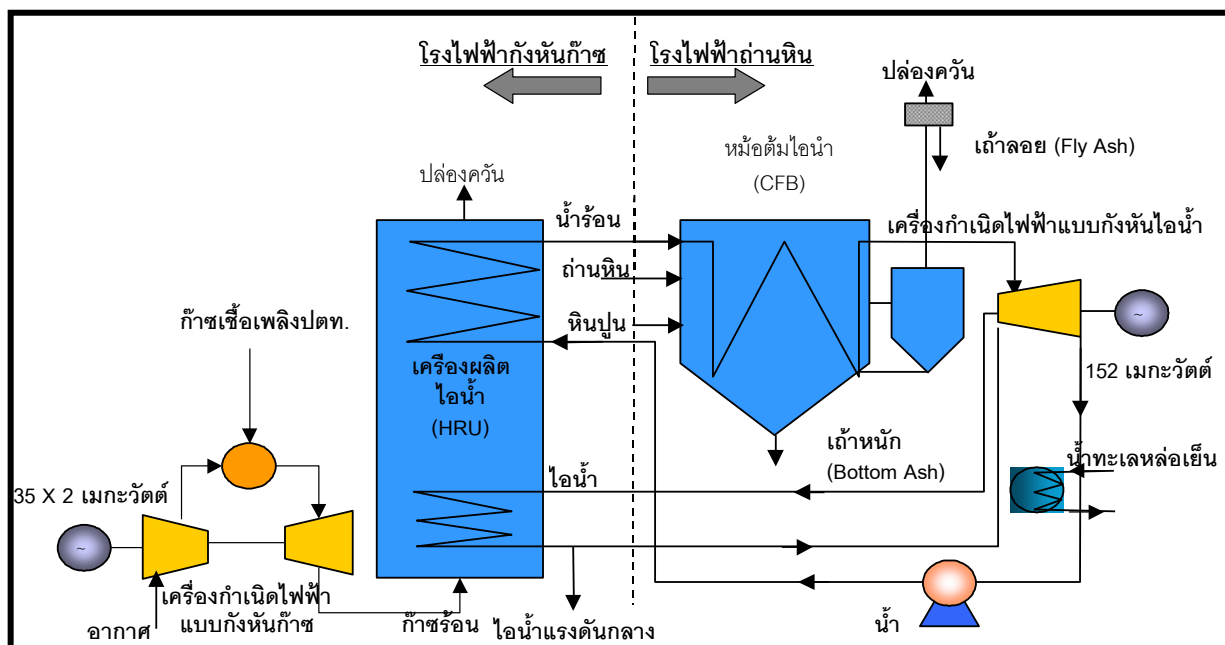 โรงไฟฟ้ากังหันก๊าซ
โรงไฟฟ้าถ่านหิน
ปล่องควัน
หม้อต้มไอน้ำ
(CFB)
เถ้าลอย (Fly Ash)
ปล่องควัน
น้ำร้อน
เครื่องกำเนิดไฟฟ้าแบบกังหันไอน้ำ
ถ่านหิน
หินปูน
ก๊าซเชื้อเพลิงปตท.
เครื่องผลิต
ไอน้ำ
(HRU)
152 เมกะวัตต์
เถ้าหนัก
(Bottom Ash)
น้ำทะเลหล่อเย็น
ไอน้ำ
35 X 2 เมกะวัตต์
~
~
เครื่องกำเนิดไฟฟ้า
แบบกังหันก๊าซ
อากาศ
ก๊าซร้อน
ไอน้ำแรงดันกลาง
น้ำ